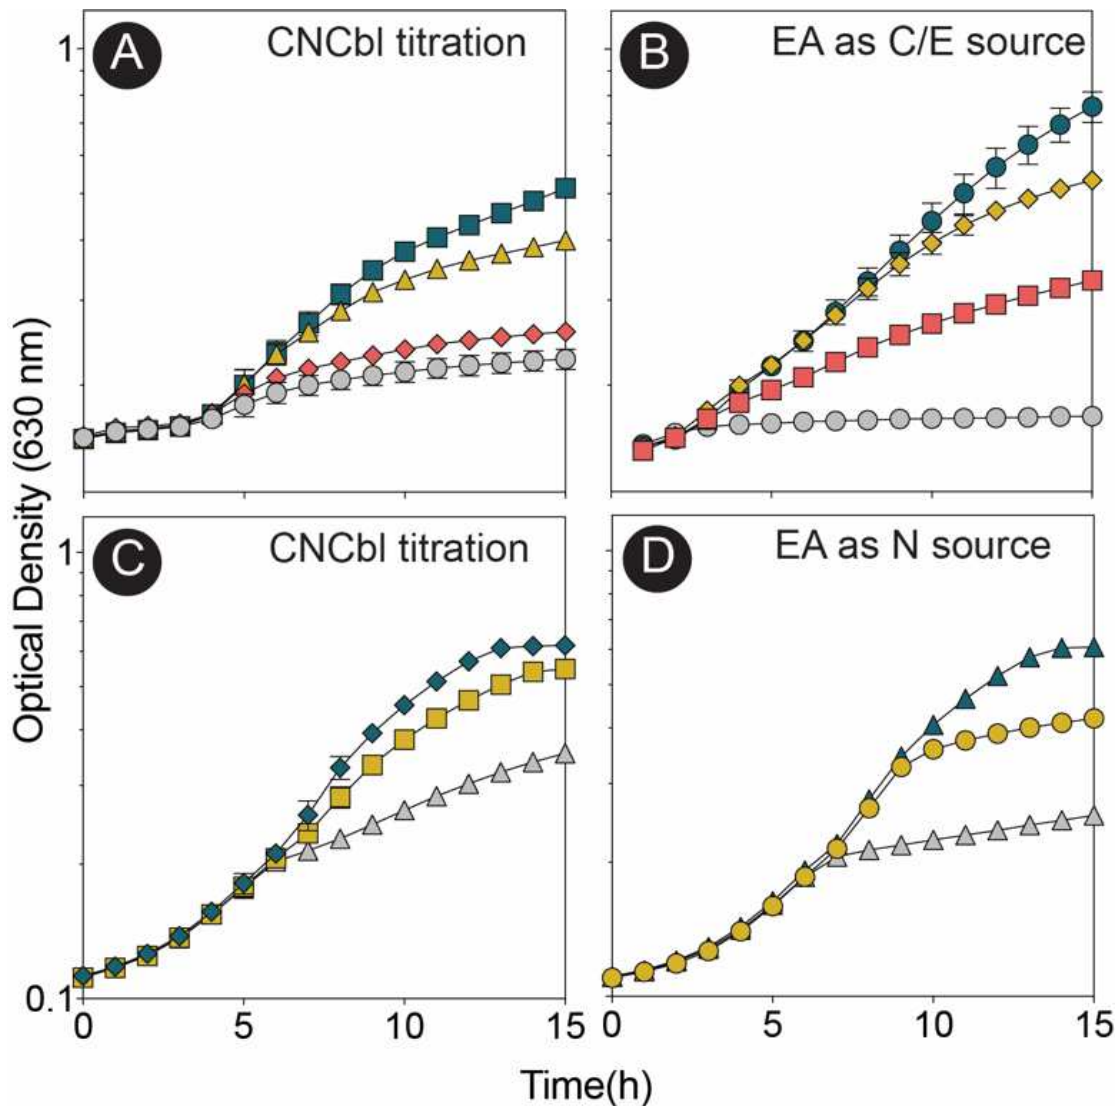 A
CNCbl titration
B
EA as C/E source
1
C
CNCbl titration
D
EA as N source
1
0.1
Optical Density (630 nm)
0
5
10
15
0
5
10
15
Time(h)